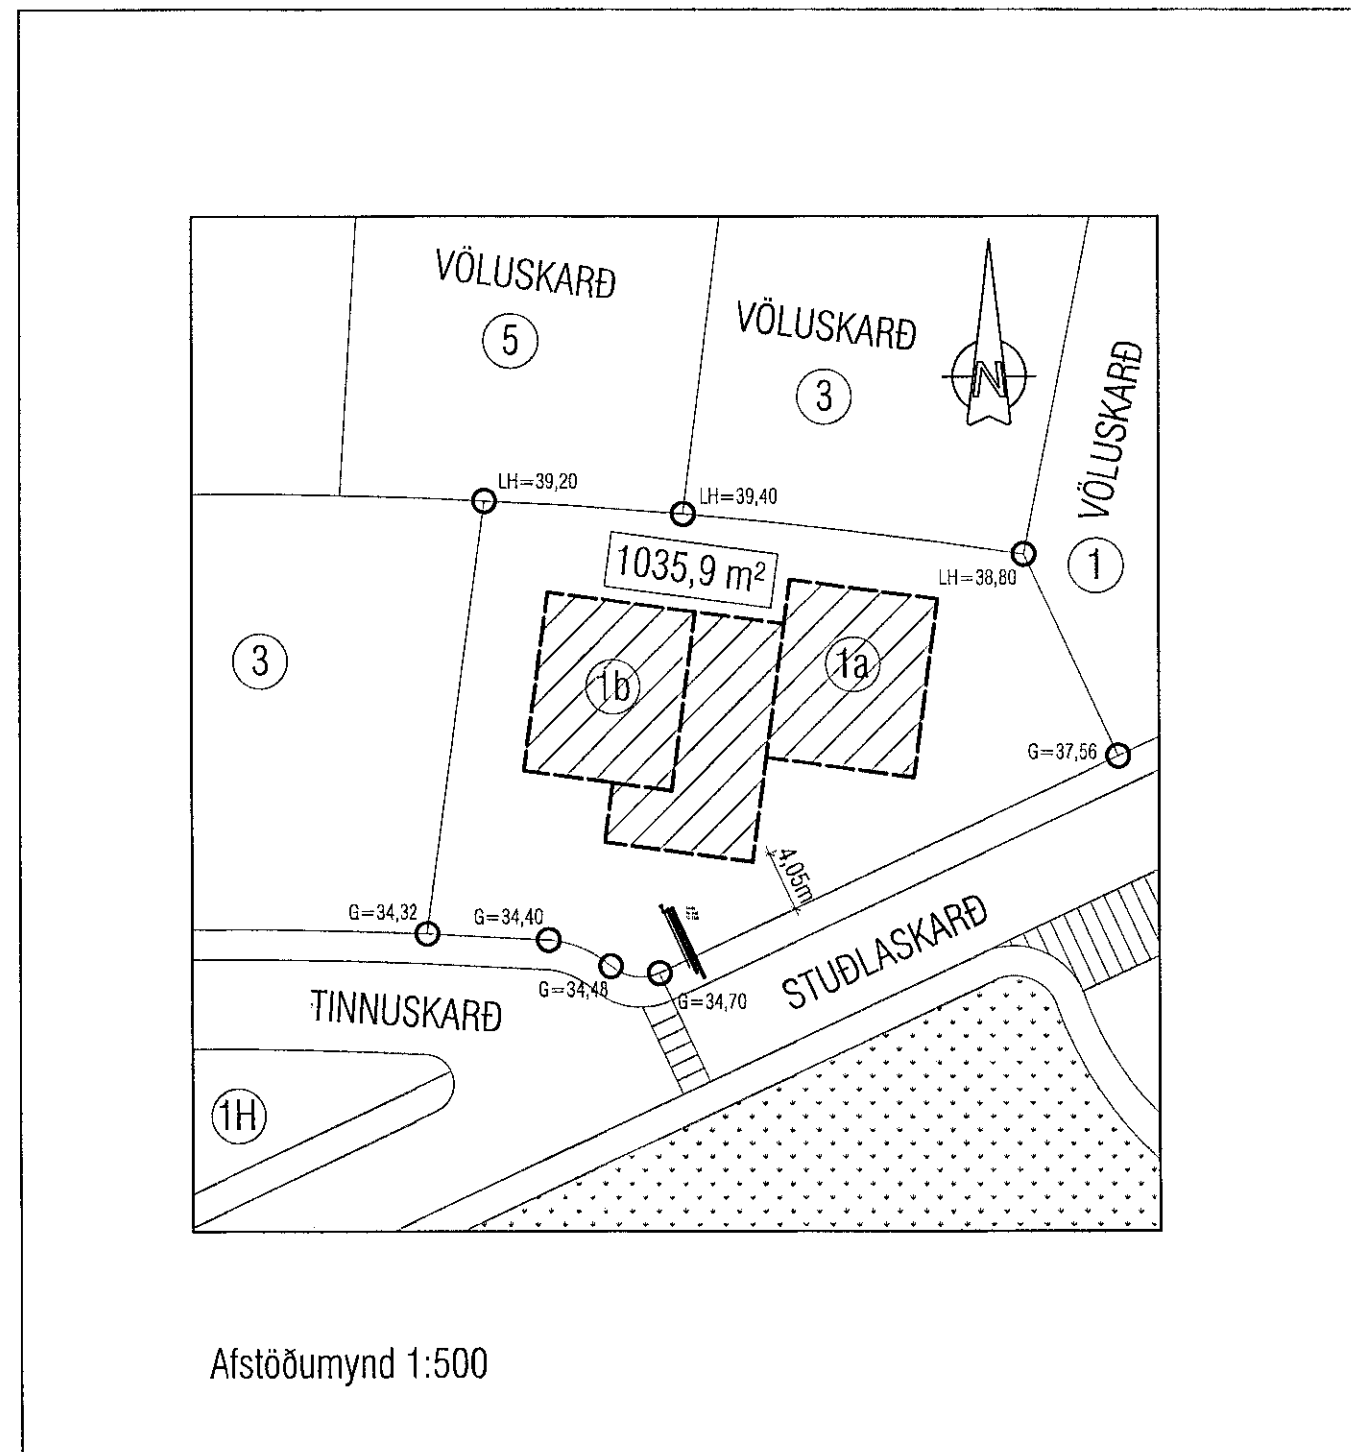 VÖLUSKARÐ
5
VÖLUSKARÐ
3
N
VÖLUSKARÐ
1
LH=39,20
LH=39,40
LH=38,80
1035,9 m²
3
1b
1a
G=37,56
4,05m
G=34,32
G=34,40
G=34,48
G=34,70
STUÐLASKARÐ
TINNUSKARÐ
1H
Afstöðumynd 1:500